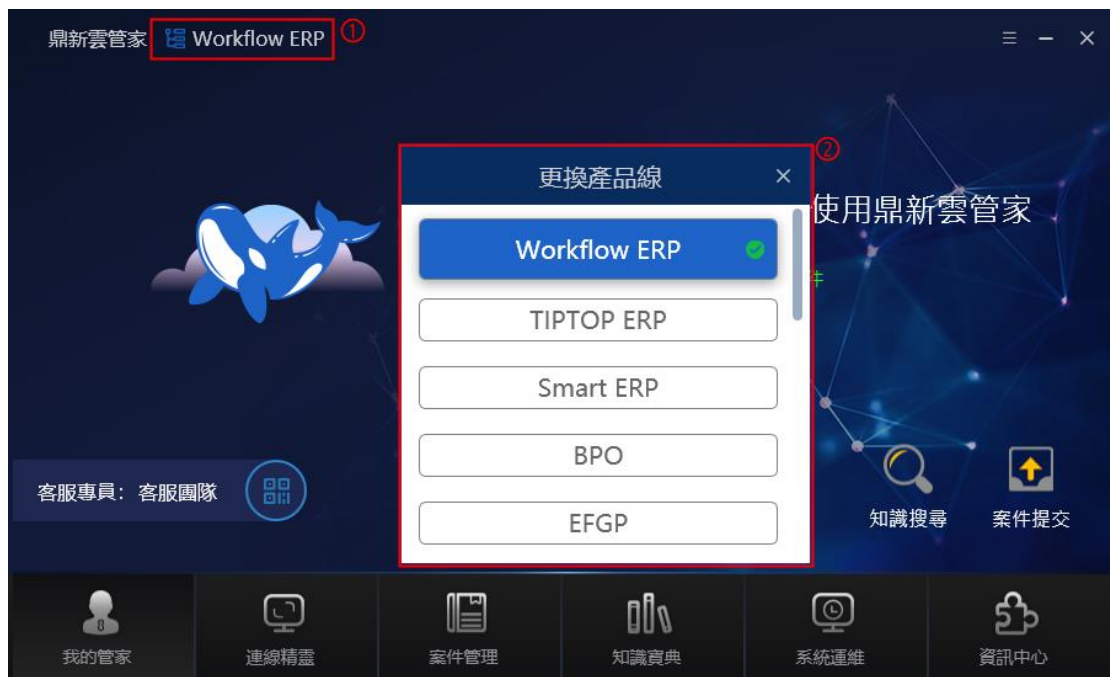 鼎新雲管家 Workflow ERP ①
②
更換產品線
使用鼎新雲管家
Workflow ERP
件
TIPTOP ERP
Smart ERP
BPO
EFGP
客服專員: 客服團隊
知識搜尋 案件提交
我的管家 連線精靈 案件管理 知識寶典 系統運維 資訊中心